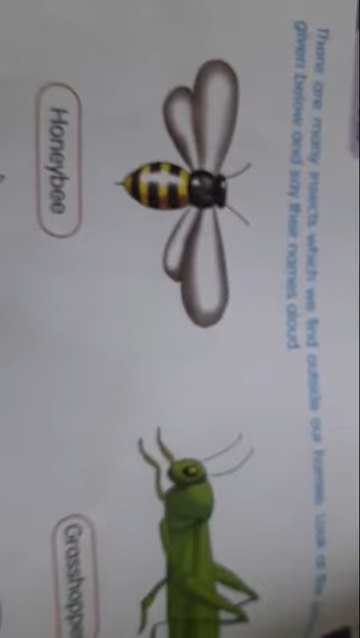 There are many insects which we find outside our homes. Look at the
given below and say their names aloud.
Honeybee
Grasshoppe